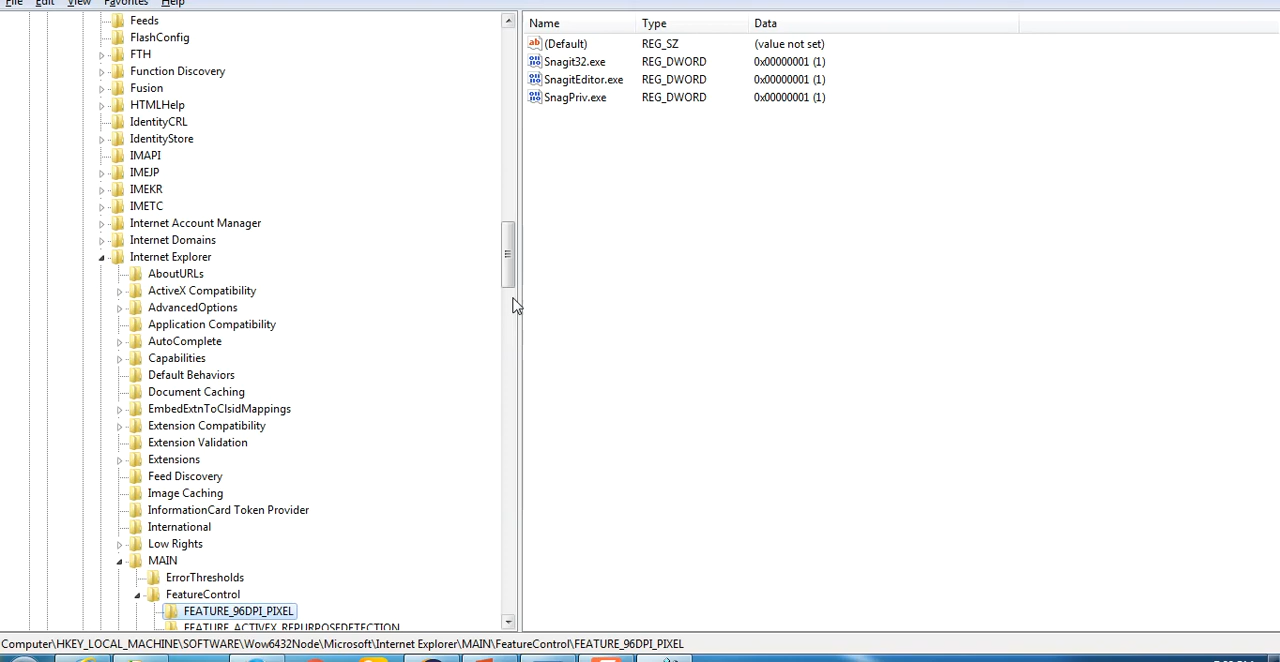 File Edit View Favorites Help
Feeds
FlashConfig
FTH
Function Discovery
Fusion
HTMLHelp
IdentityCRL
IdentityStore
IMAPI
IMEJP
IMEKR
IMETC
Internet Account Manager
Internet Domains
Internet Explorer
AboutURLs
ActiveX Compatibility
AdvancedOptions
Application Compatibility
AutoComplete
Capabilities
Default Behaviors
Document Caching
EmbedExtnToClsidMappings
Extension Compatibility
Extension Validation
Extensions
Feed Discovery
Image Caching
InformationCard Token Provider
International
Low Rights
MAIN
ErrorThresholds
FeatureControl
FEATURE_96DPI_PIXEL
FEATURE_ACTIVEX_REPURPOSEDETECTION
Name Type Data
(Default) REG_SZ (value not set)
Snagit32.exe REG_DWORD 0x00000001 (1)
SnagitEditor.exe REG_DWORD 0x00000001 (1)
SnagPriv.exe REG_DWORD 0x00000001 (1)
Computer\HKEY_LOCAL_MACHINE\SOFTWARE\Wow6432Node\Microsoft\Internet Explorer\MAIN\FeatureControl\FEATURE_96DPI_PIXEL